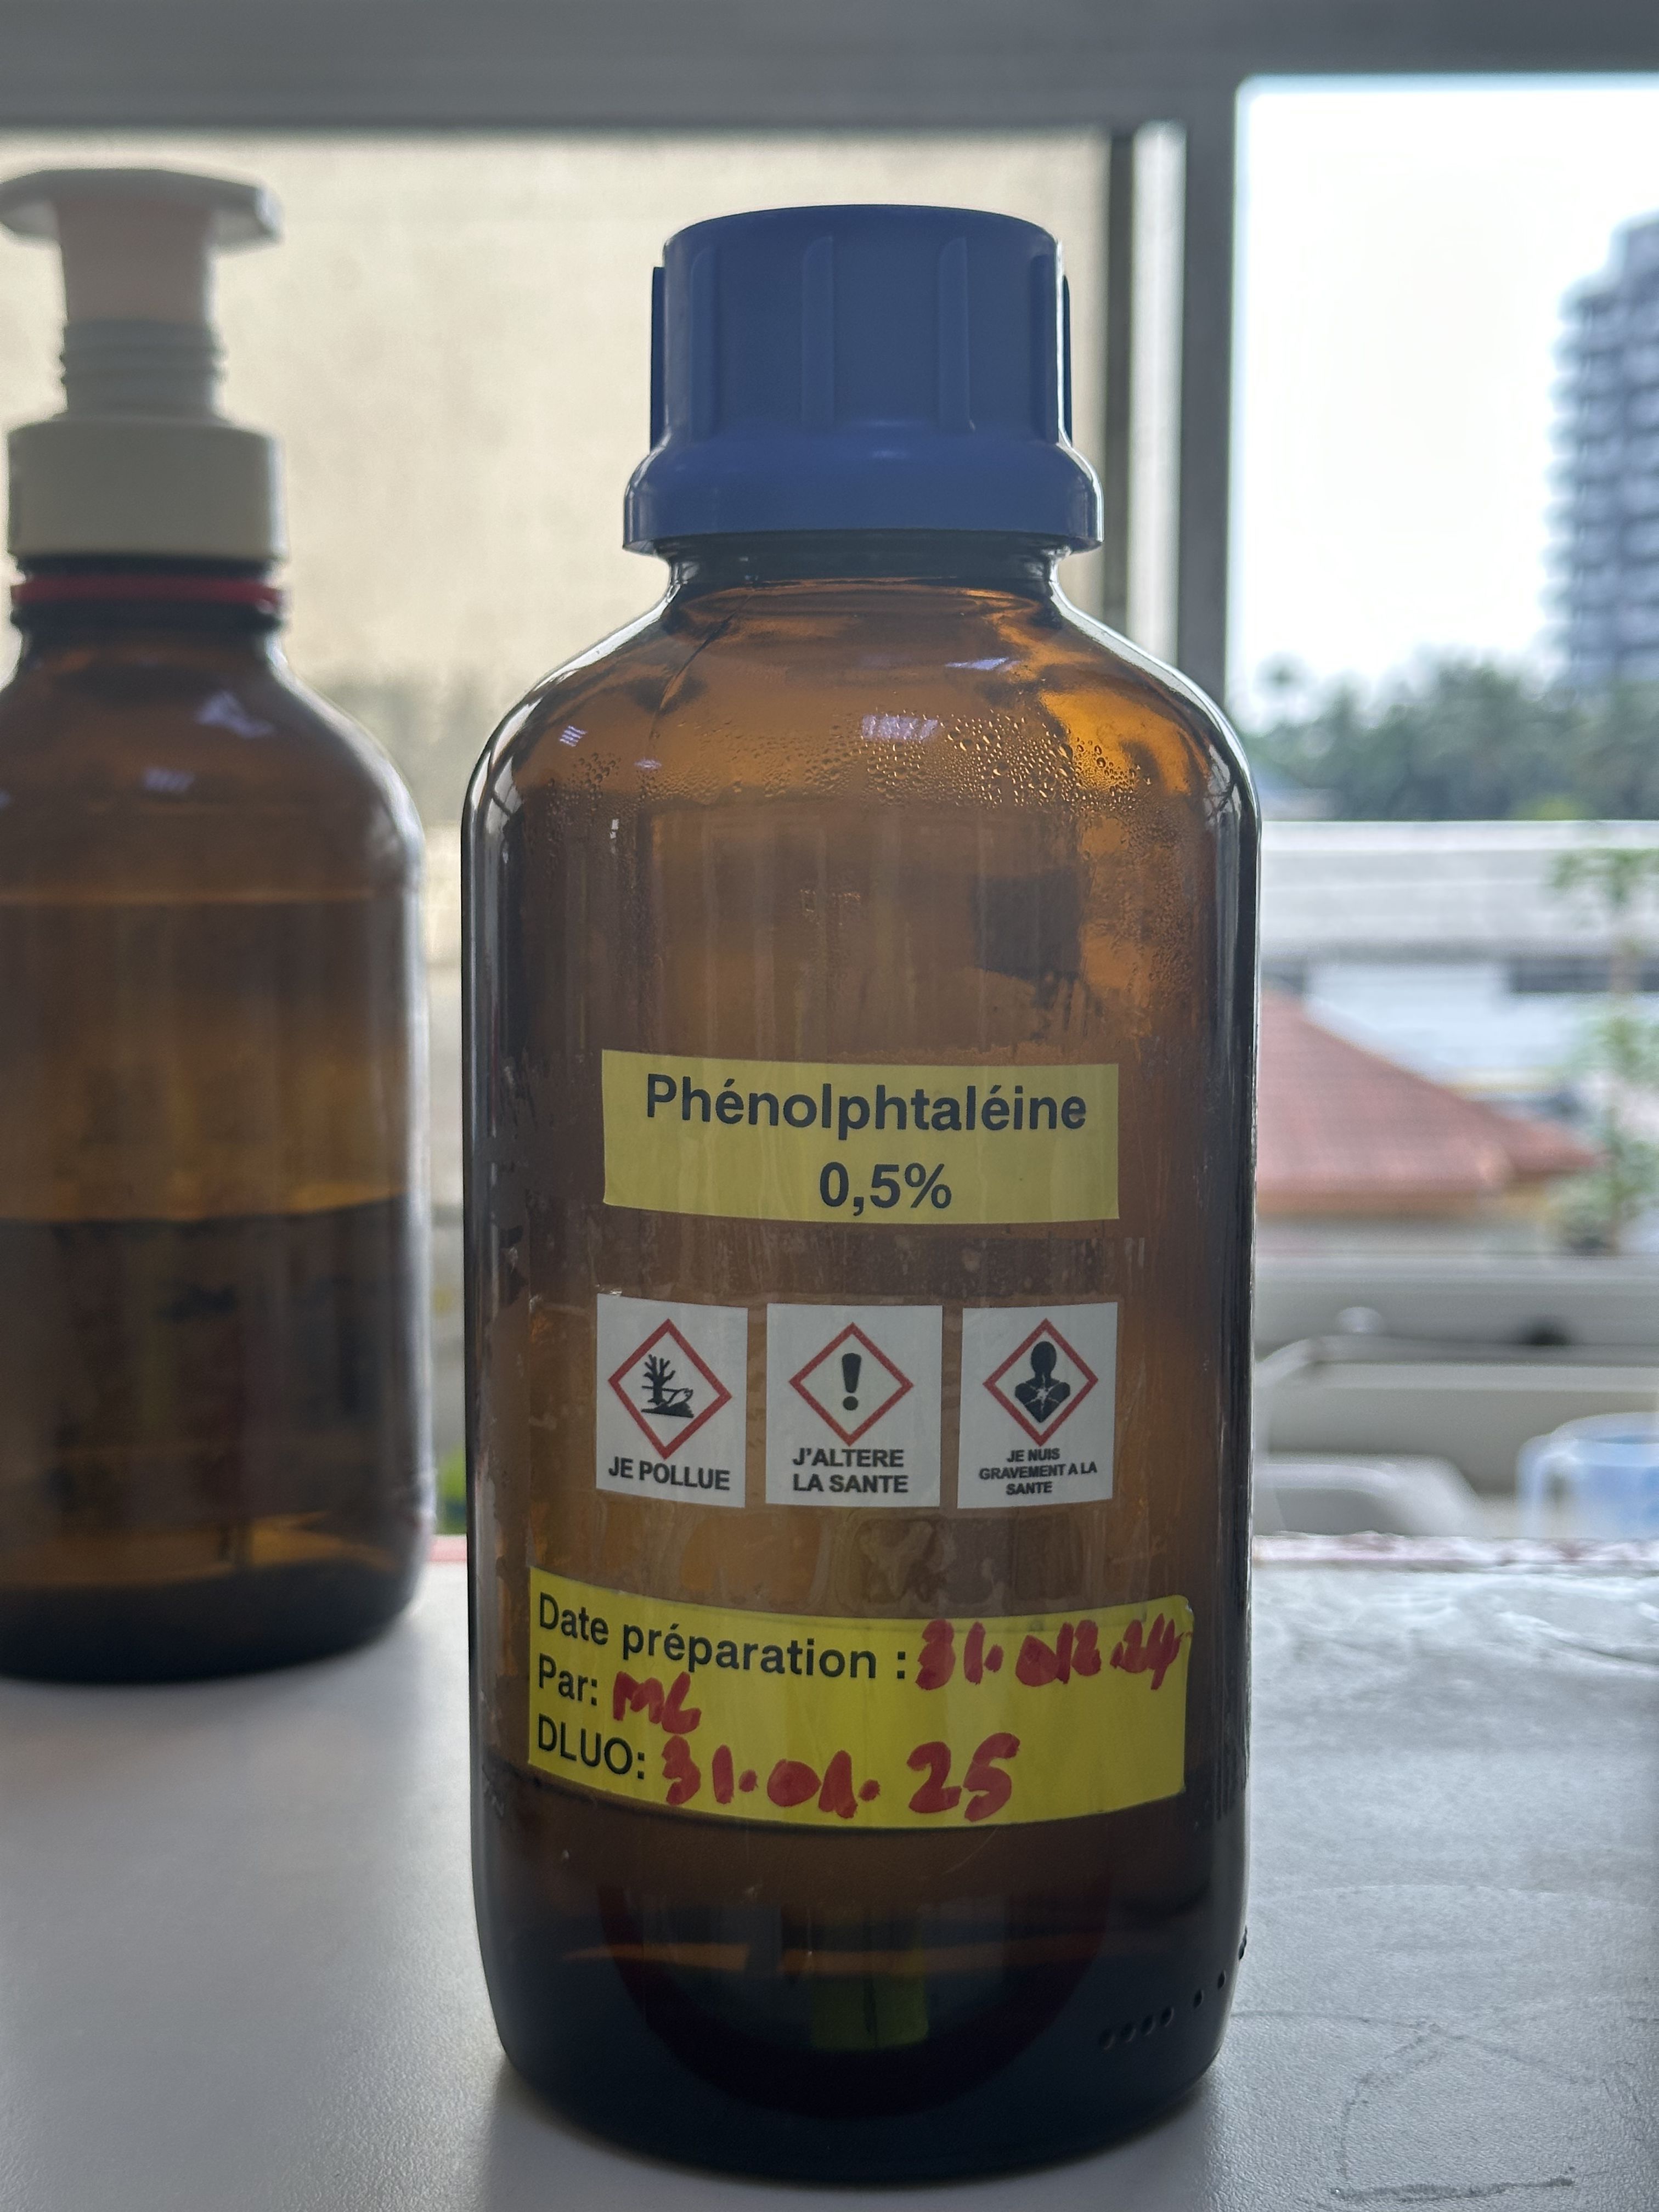 Phénolphtaléine
0,5%
JE POLLUE
J'ALTERE
LA SANTE
JE NUIS
GRAVEMENT A LA
SANTE
Date préparation : 31.12.24
Par: ML
DLUO: 31.01.25